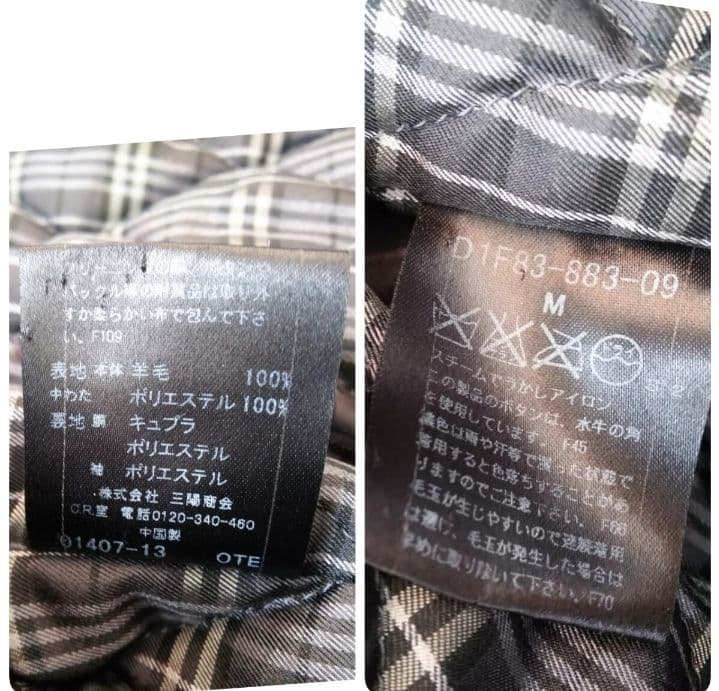 バックル等の附属品は取り外
すか柔らかい布で包んで下さ
い。F109
表地 本体 羊毛 100%
中わた ポリエステル 100%
裏地 胴 キュプラ
ポリエステル
袖 ポリエステル
株式会社 三陽商会
C.R.室 電話0120-340-460
中国製
01407-13 OTE
D1F83-883-09
M
ドライ
S-2
スチームでうかしアイロン
この製品のボタンは、水牛の角
を使用しています。 F45
濃色は雨や汗等で湿った状態で
着用すると色落ちすることがあ
りますのでご注意下さい。 F66
毛玉が生じやすいので連続着用
は避け、毛玉が発生した場合は
早めに取り除いて下さい。F70